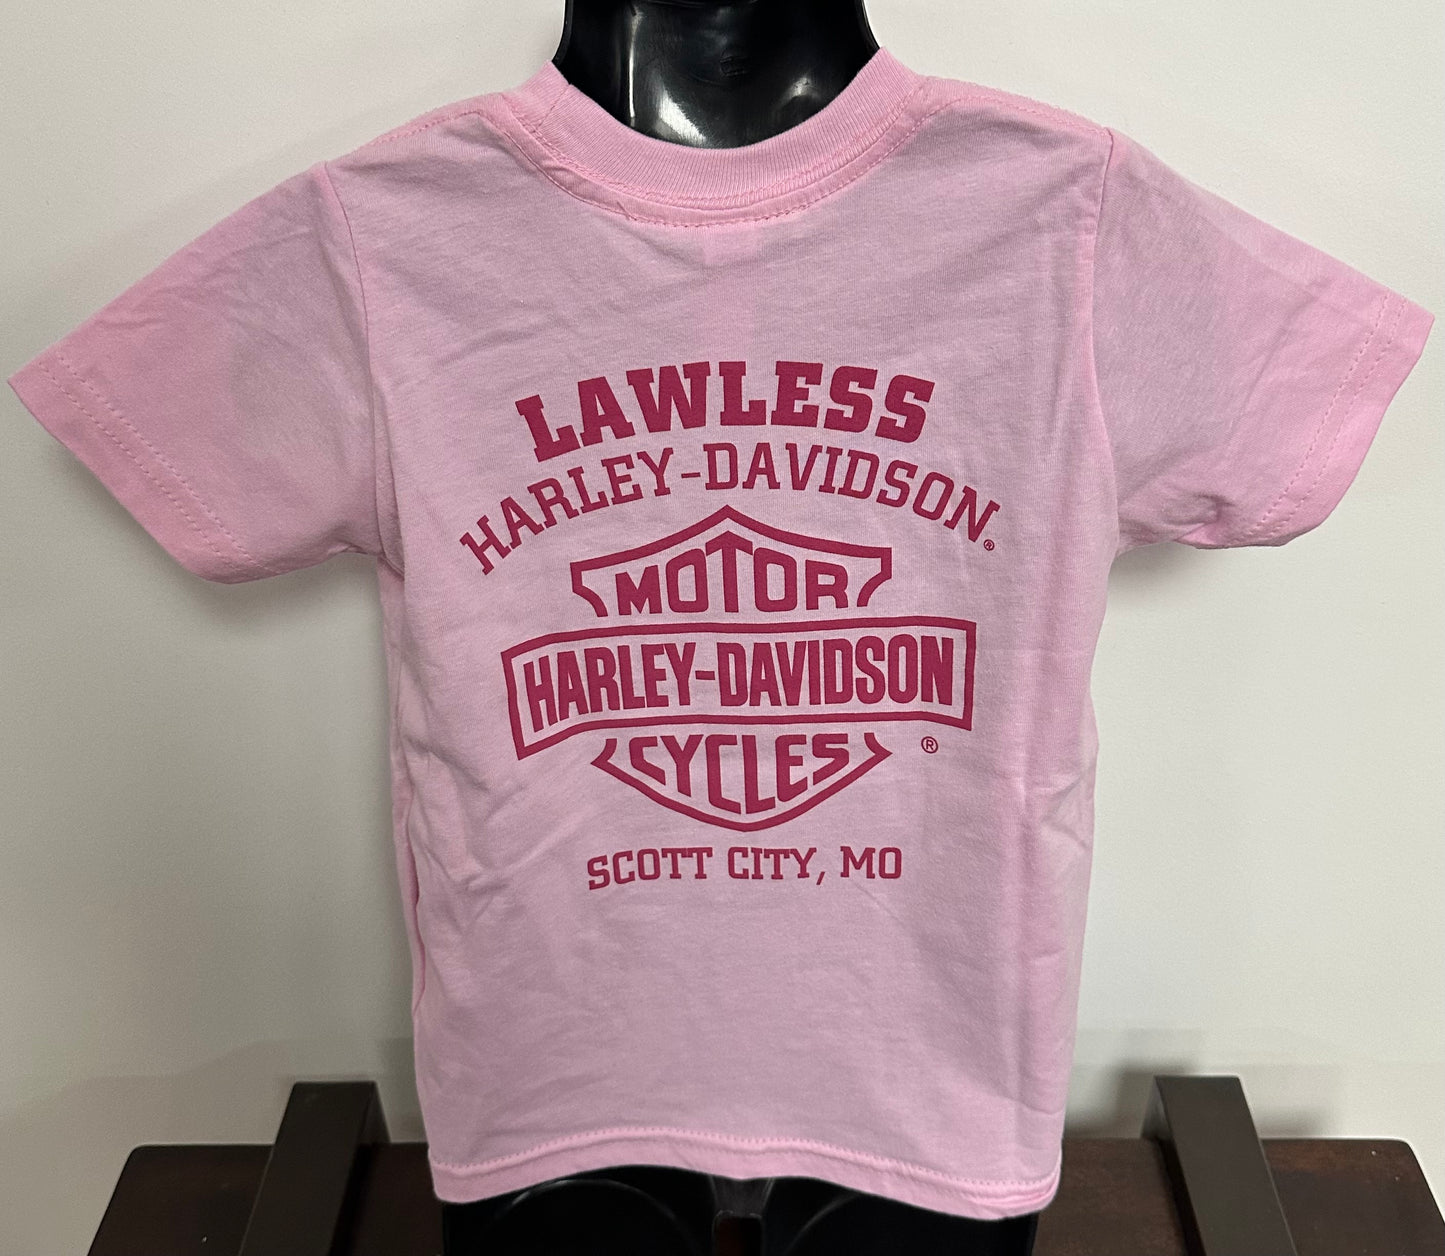 LAWLESS
HARLEY-DAVIDSON®
MOTOR
HARLEY-DAVIDSON
CYCLES ®
SCOTT CITY, MO